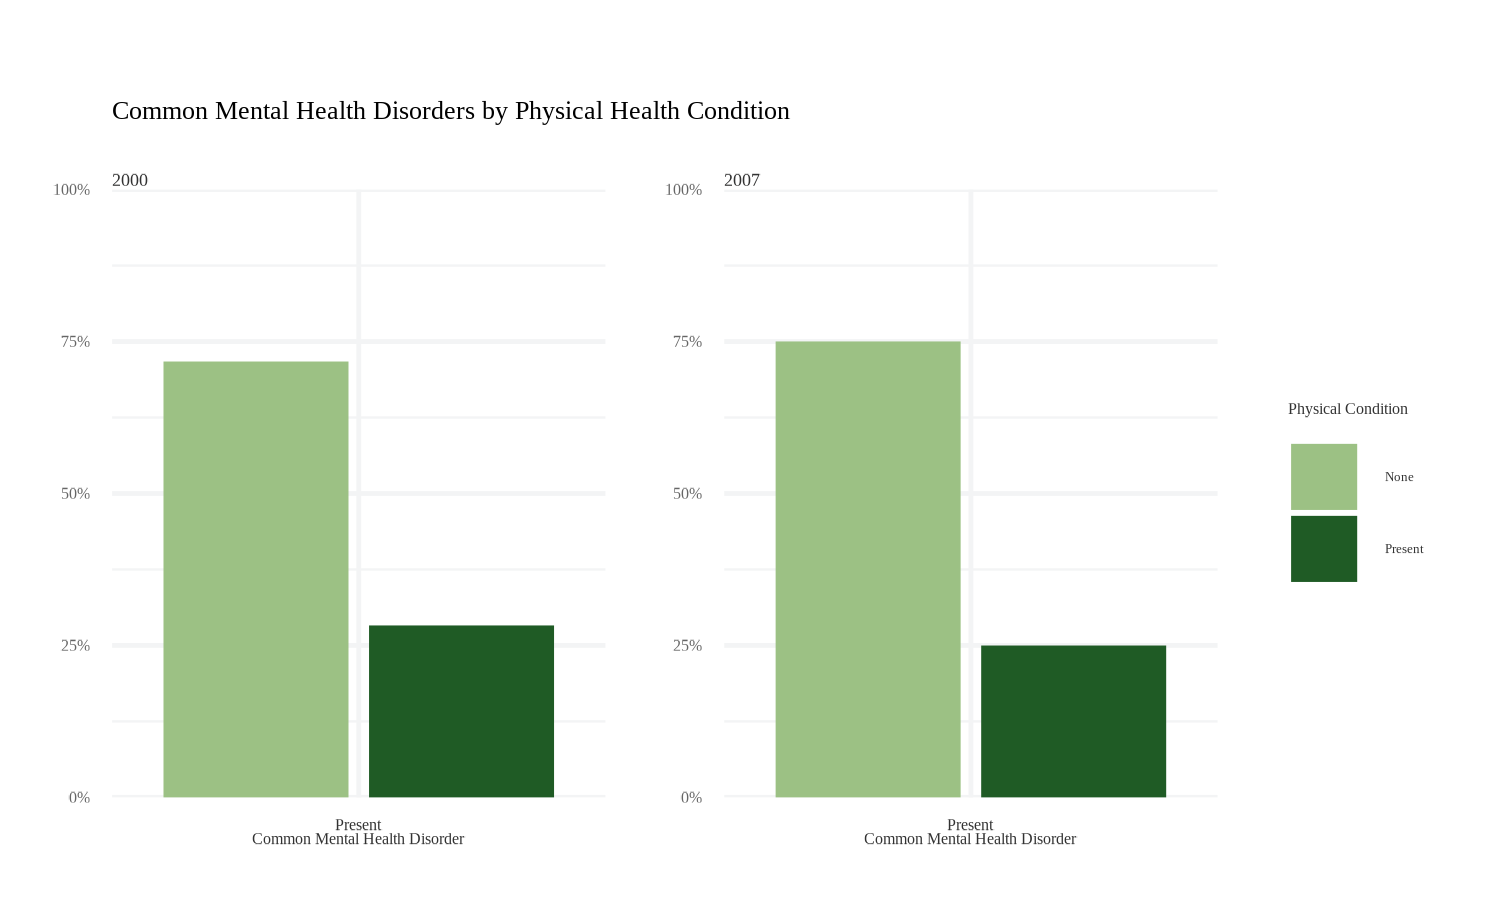 Common Mental Health Disorders by Physical Health Condition
2000
100%
75%
50%
25%
0%
Present
Common Mental Health Disorder
2007
100%
75%
50%
25%
0%
Present
Common Mental Health Disorder
Physical Condition
None
Present